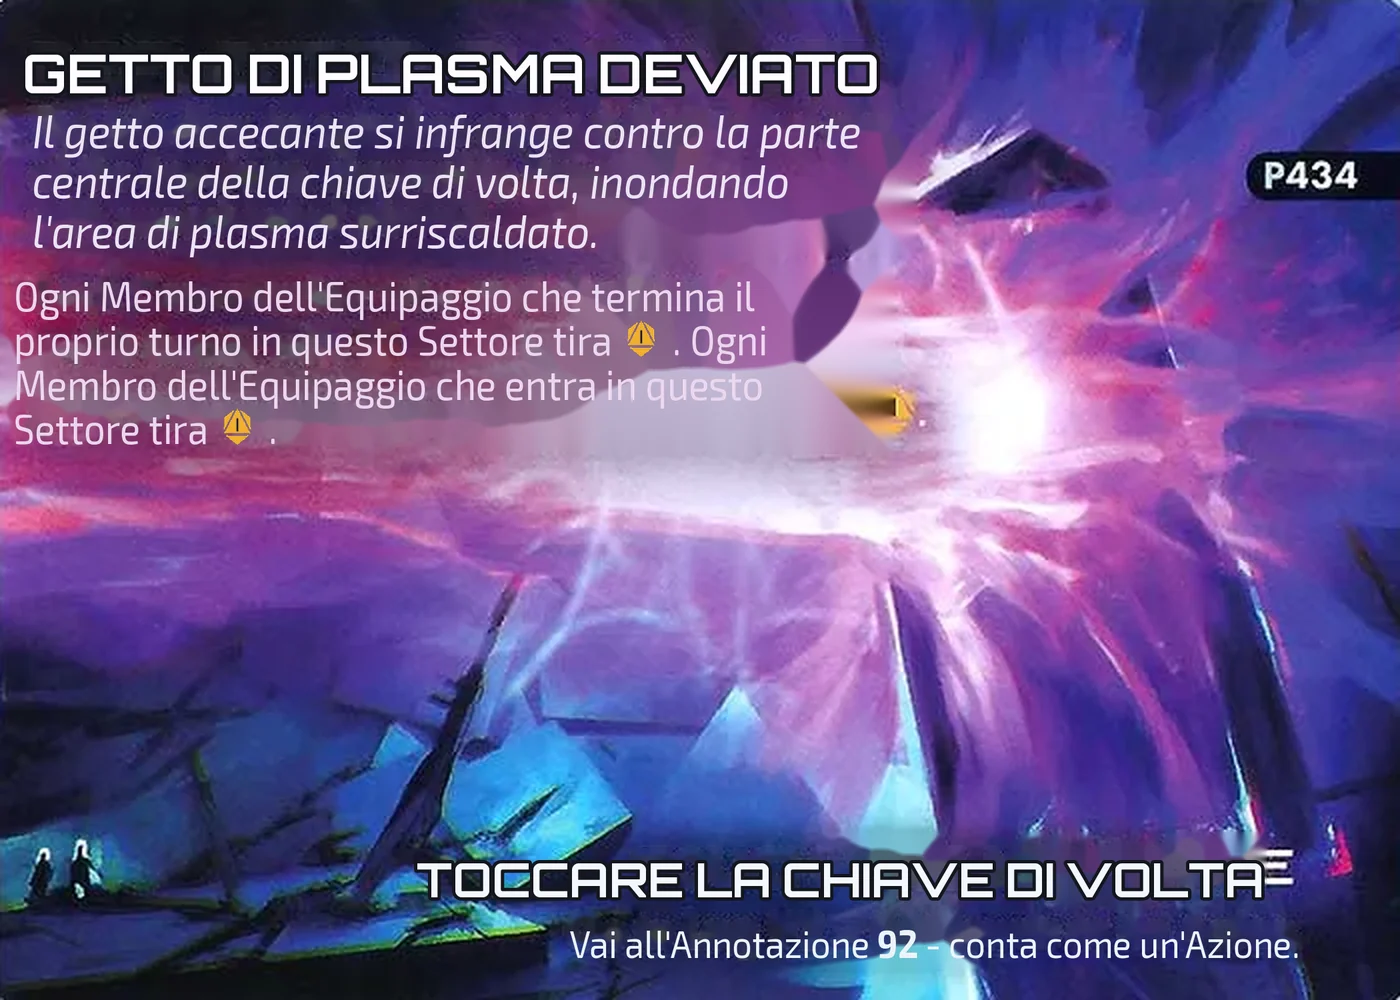 GETTO DI PLASMA DEVIATO
Il getto accecante si infrange contro la parte
centrale della chiave di volta, inondando
l'area di plasma surriscaldato.
P434
Ogni Membro dell'Equipaggio che termina il
proprio turno in questo Settore tira . Ogni
Membro dell'Equipaggio che entra in questo
Settore tira .
TOCCARE LA CHIAVE DI VOLTA
Vai all'Annotazione 92 - conta come un'Azione.